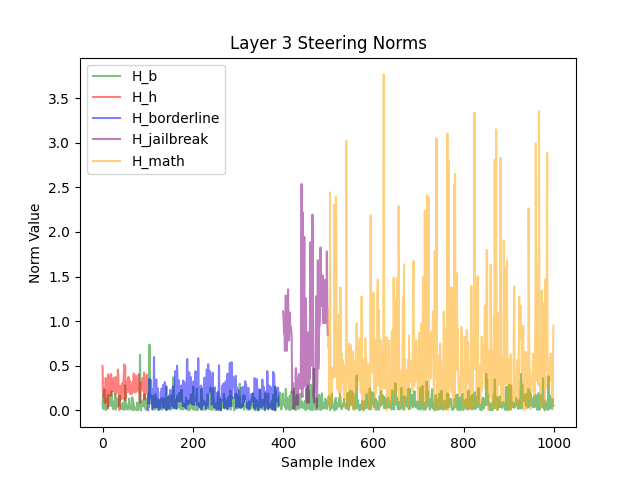 Layer 3 Steering Norms
H_b
H_h
H_borderline
H_jailbreak
H_math
Norm Value
3.5
3.0
2.5
2.0
1.5
1.0
0.5
0.0
0 200 400 600 800 1000
Sample Index